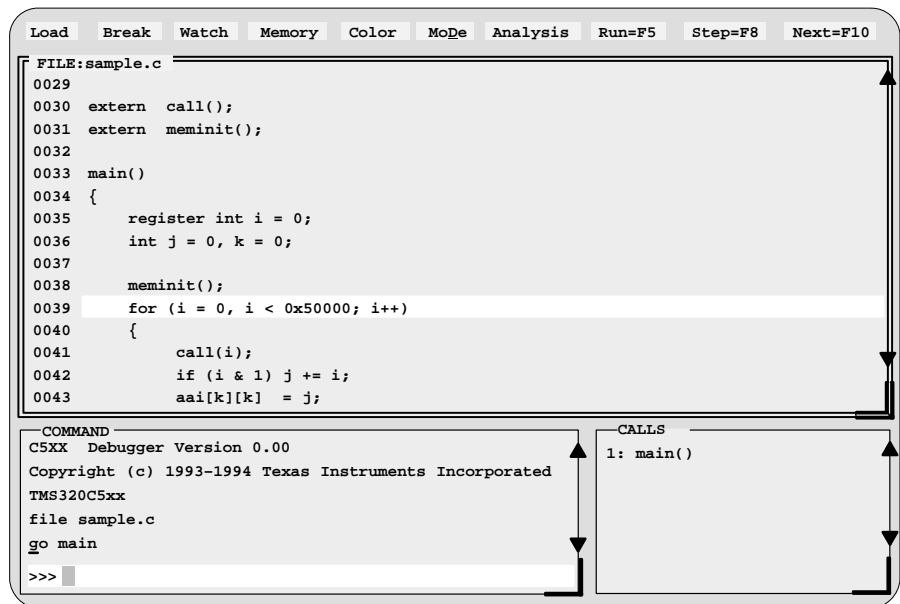 Load Break Watch Memory Color MoDe Analysis Run=F5 Step=F8 Next=F10
FILE:sample.c
0029
0030 extern call();
0031 extern meminit();
0032
0033 main()
0034 {
0035 register int i = 0;
0036 int j = 0, k = 0;
0037
0038 meminit();
0039 for (i = 0, i < 0x50000; i++)
0040 {
0041 call(i);
0042 if (i & 1) j += i;
0043 aai[k][k] = j;
COMMAND
C5XX Debugger Version 0.00
Copyright (c) 1993-1994 Texas Instruments Incorporated
TMS320C5xx
file sample.c
go main
>>>
CALLS
1: main()